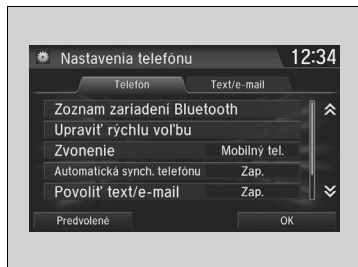 Nastavenia telefónu 12:34
Telefón Text/e-mail
Zoznam zariadení Bluetooth
Upraviť rýchlu voľbu
Zvonenie Mobilný tel.
Automatická synch. telefónu Zap.
Povoliť text/e-mail Zap.
Predvolené OK